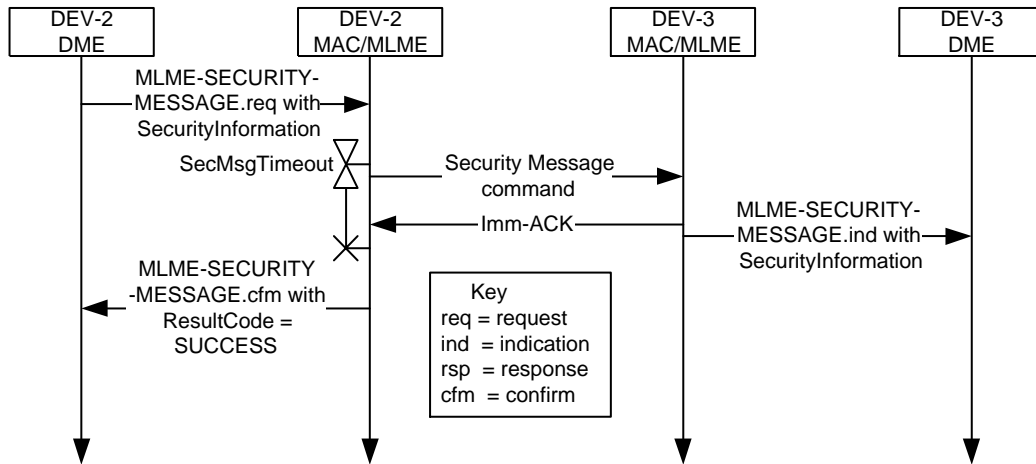 DEV-2
DME
DEV-2
MAC/MLME
DEV-3
MAC/MLME
DEV-3
DME
MLME-SECURITY-
MESSAGE.req with
SecurityInformation
SecMsgTimeout
Security Message
command
Imm-ACK
MLME-SECURITY-
MESSAGE.ind with
SecurityInformation
MLME-SECURITY
-MESSAGE.cfm with
ResultCode =
SUCCESS
Key
req = request
ind = indication
rsp = response
cfm = confirm